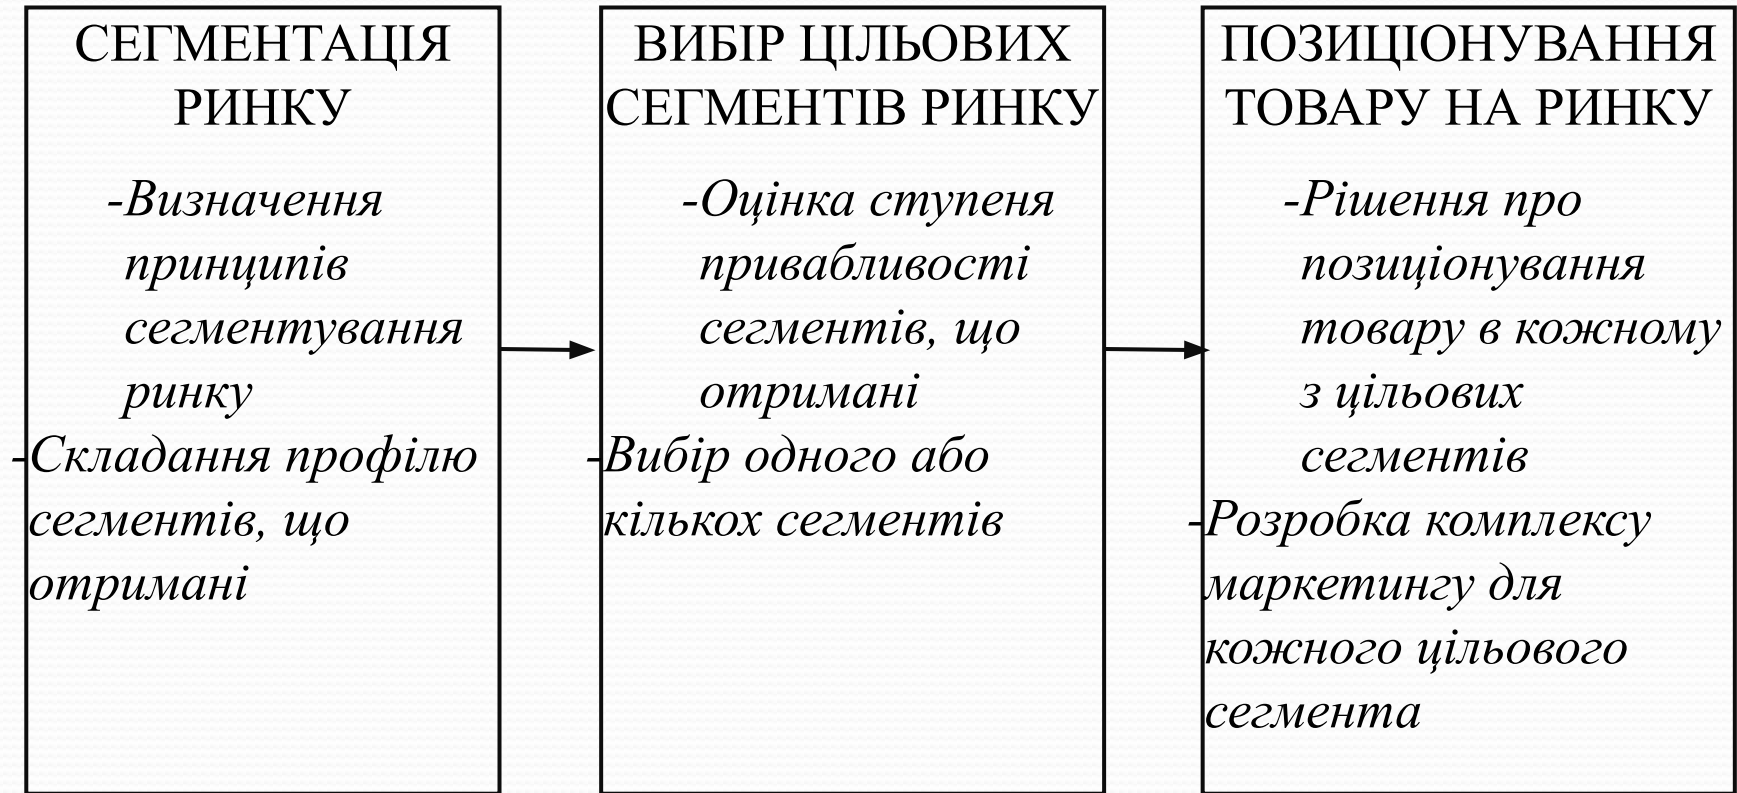 СЕГМЕНТАЦІЯ
РИНКУ
-Визначення
принципів
сегментування
ринку
-Складання профілю
сегментів, що
отримані
ВИБІР ЦІЛЬОВИХ
СЕГМЕНТІВ РИНКУ
-Оцінка ступеня
привабливості
сегментів, що
отримані
-Вибір одного або
кількох сегментів
ПОЗИЦІОНУВАННЯ
ТОВАРУ НА РИНКУ
-Рішення про
позиціонування
товару в кожному
з цільових
сегментів
-Розробка комплексу
маркетингу для
кожного цільового
сегмента